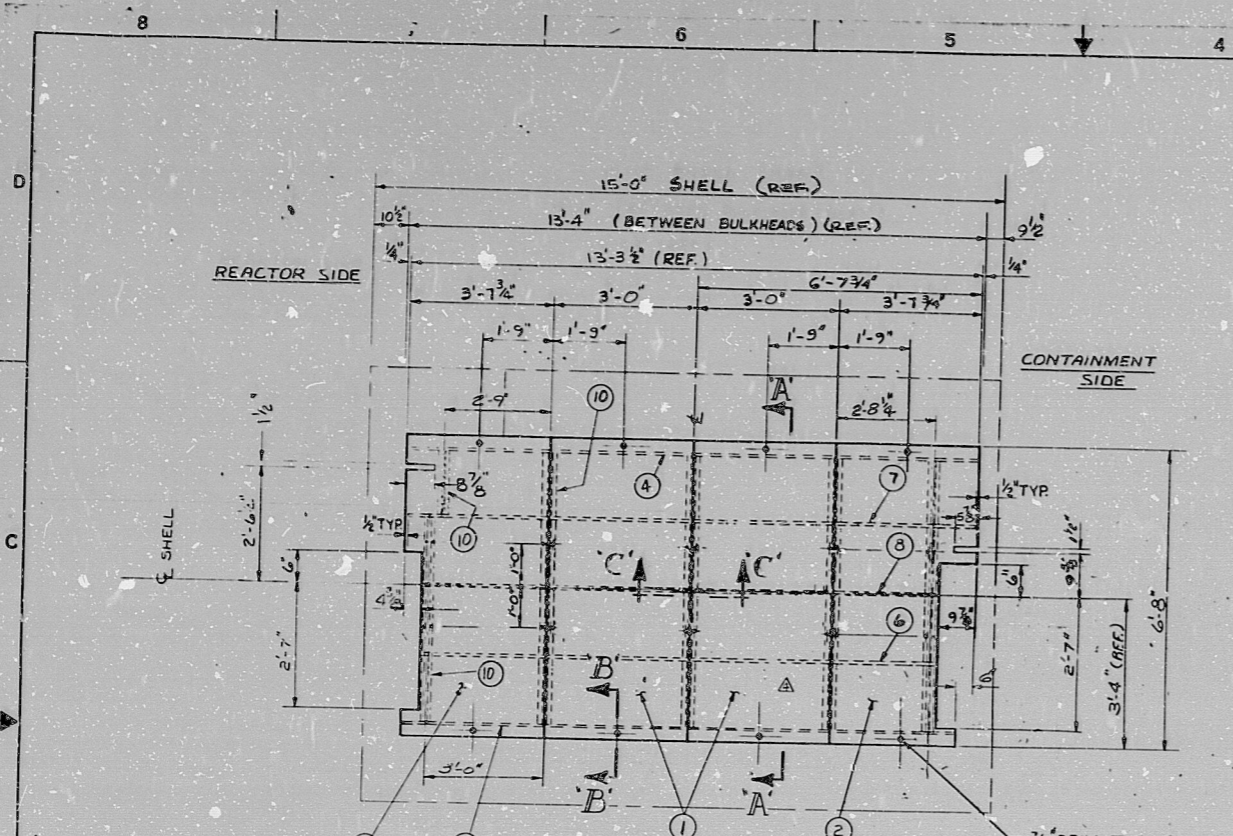 8
6
5
4
D
15'-0" SHELL (REF.)
10½"
13'-4" (BETWEEN BULKHEADS) (REF.)
9½"
¼"
13'-3½" (REF.)
¼"
REACTOR SIDE
6'-7¾"
3'-7¾"
3'-0"
3'-0"
3'-7¾"
1'-9"
1'-9"
1'-9"
1'-9"
CONTAINMENT
SIDE
'A'
2'-9"
10
2'-8¼"
1½"
4
7
8⅞"
½" TYP.
½" TYP.
C
℄ SHELL
10
8
1½"
6"
1'-0"
'C'
'C'
6"
1'-0"
6
9⅞"
6'-8"
2'-7"
10
'B'
4
2'-7"
3'-4" (REF.)
3'-0"
'B'
'A'
1
2